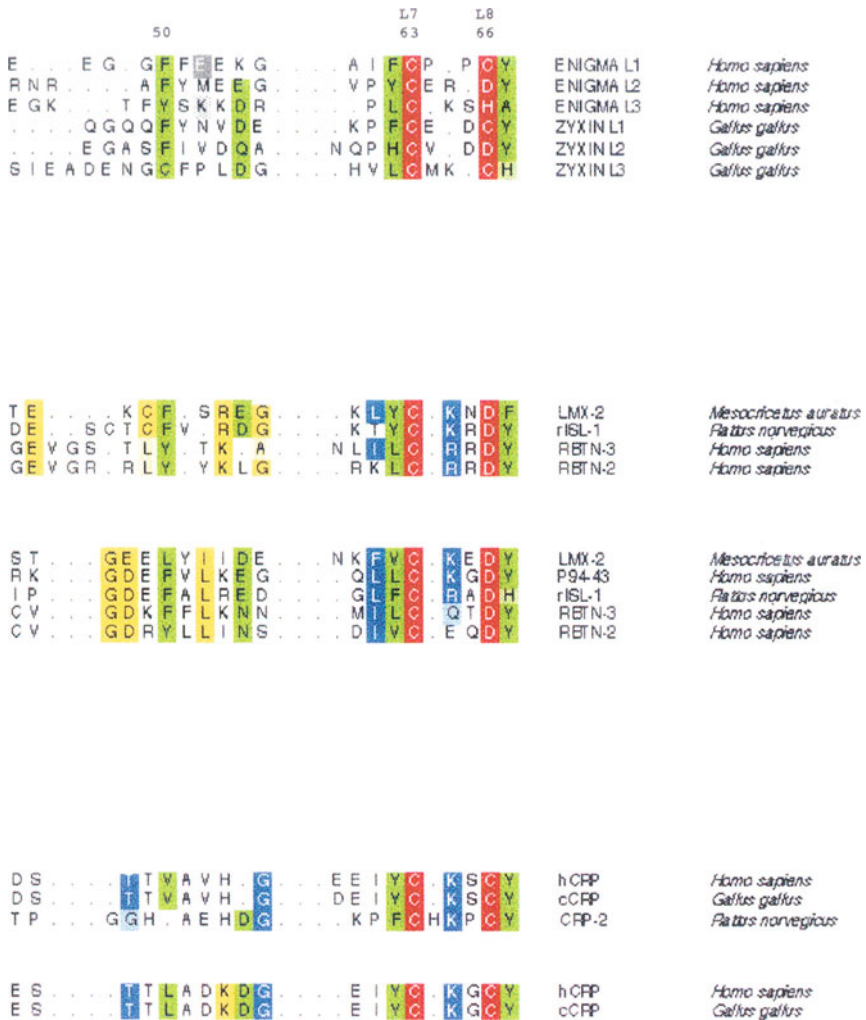 L7 L8
50 63 66
E . . . E G . G F F E E K G . . . . A I F C P . P C Y ENIGMA L1 Homo sapiens
R N R . . . . A F Y M E E G . . . . V P Y C E R . D Y ENIGMA L2 Homo sapiens
E G K . . T F Y S K K D R . . . . P L C . K S H A ENIGMA L3 Homo sapiens
. . . . Q G Q Q F Y N V D E . . . . K P F C E . D C Y ZYXIN L1 Gallus gallus
. . . . E G A S F I V D Q A . . . N Q P H C V . D D Y ZYXIN L2 Gallus gallus
S I E A D E N G C F P L D G . . . . H V L C M K . C H ZYXIN L3 Gallus gallus
T E . . . . K C F . S R E G . . . . K L Y C . K N D F LMX-2 Mesocricetus auratus
D E . . S C T C F V . R D G . . . . K T Y C . K R D Y rISL-1 Rattus norvegicus
G E V G S . T L Y . T K . A . . . N L I L C . R R D Y RBTN-3 Homo sapiens
G E V G R . R L Y . Y K L G . . . . R K L C . R R D Y RBTN-2 Homo sapiens
S T . . . G E E L Y I I D E . . . N K F V C . K E D Y LMX-2 Mesocricetus auratus
R K . . . G D E F V L K E G . . . . Q L L C . K G D Y P94-43 Homo sapiens
I P . . . G D E F A L R E D . . . . G L F C . R A D H rISL-1 Rattus norvegicus
C V . . . G D K F F L K N N . . . . M I L C . Q T D Y RBTN-3 Homo sapiens
C V . . . G D R Y L L I N S . . . . D I V C . E Q D Y RBTN-2 Homo sapiens
D S . . . . T T V A V H . G . . . E E I Y C . K S C Y hCRP Homo sapiens
D S . . . . T T V A V H . G . . . D E I Y C . K S C Y cCRP Gallus gallus
T P . . . G G H . A E H D G . . . . K P F C H K P C Y CRP-2 Rattus norvegicus
E S . . . . T T L A D K D G . . . . E I Y C . K G C Y hCRP Homo sapiens
E S . . . . T T L A D K D G . . . . E I Y C . K G C Y cCRP Gallus gallus